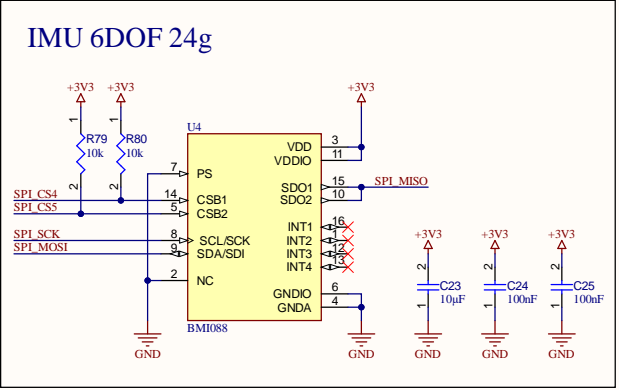 IMU 6DOF 24g
+3V3
+3V3
+3V3
1
1
R79
10k
R80
10k
2
2
U4
7
PS
VDD
3
VDDIO
11
SPI_CS4
14
CSB1
SPI_CS5
5
CSB2
SDO1
15
SPI_MISO
SDO2
10
SPI_SCK
8
SCL/SCK
SPI_MOSI
9
SDA/SDI
INT1
16
INT2
1
INT3
12
INT4
13
2
NC
GNDIO
6
GNDA
4
BMI088
GND
GND
+3V3
+3V3
+3V3
2
2
2
C23
10µF
C24
100nF
C25
100nF
1
1
1
GND
GND
GND